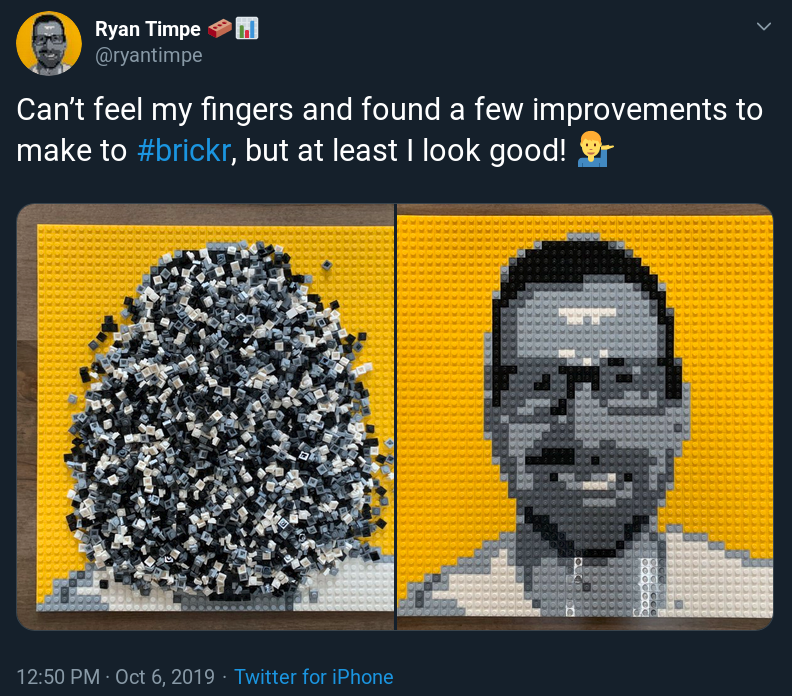 Ryan Timpe 🧱📊
@ryantimpe
Can’t feel my fingers and found a few improvements to
make to #brickr, but at least I look good! 💁‍♂️
12:50 PM · Oct 6, 2019 · Twitter for iPhone